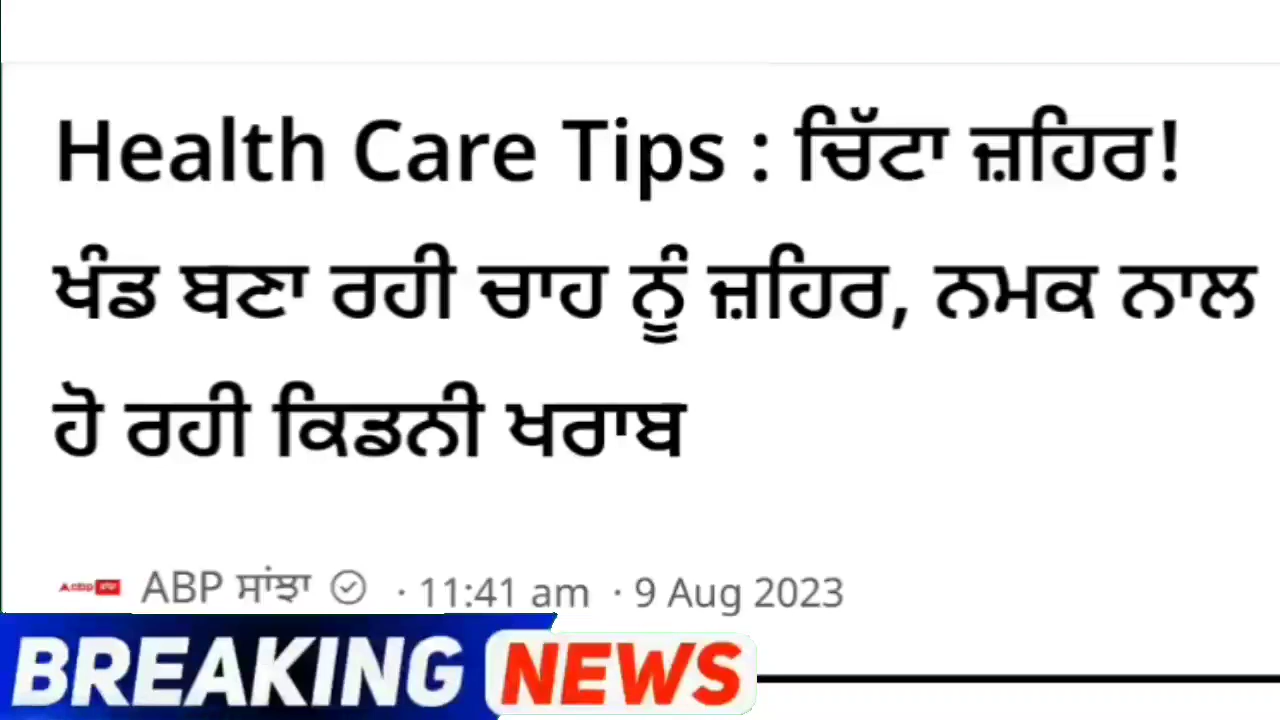 Health Care Tips : ਚਿੱਟਾ ਜ਼ਹਿਰ!
ਖੰਡ ਬਣਾ ਰਹੀ ਚਾਹ ਨੂੰ ਜ਼ਹਿਰ, ਨਮਕ ਨਾਲ
ਹੋ ਰਹੀ ਕਿਡਨੀ ਖਰਾਬ
ABP ਸਾਂਝਾ · 11:41 am · 9 Aug 2023
BREAKING NEWS